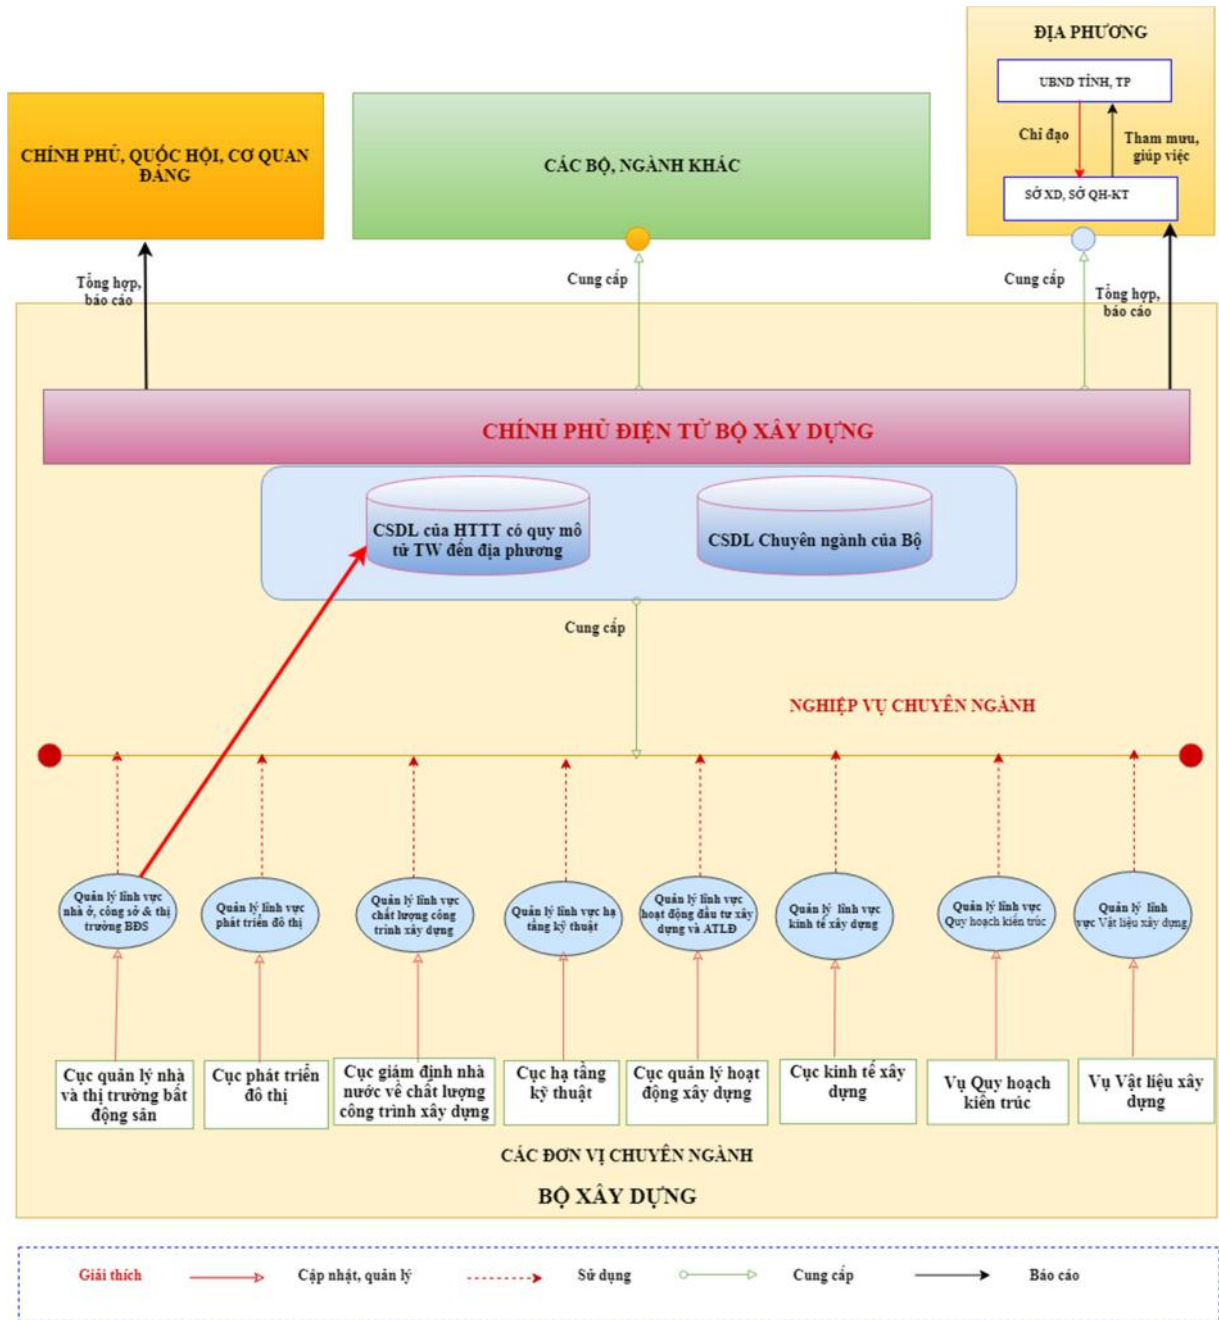 ĐỊA PHƯƠNG
UBND TỈNH, TP
Chỉ đạo
Tham mưu,
giúp việc
SỞ XD, SỞ QH-KT
CHÍNH PHỦ, QUỐC HỘI, CƠ QUAN
ĐẢNG
CÁC BỘ, NGÀNH KHÁC
Tổng hợp,
báo cáo
Cung cấp
Cung cấp
Tổng hợp,
báo cáo
CHÍNH PHỦ ĐIỆN TỬ BỘ XÂY DỰNG
CSDL của HTTT có quy mô
từ TW đến địa phương
CSDL Chuyên ngành của Bộ
Cung cấp
NGHIỆP VỤ CHUYÊN NGÀNH
Quản lý lĩnh vực
nhà ở, công sở & thị
trường BĐS
Quản lý lĩnh vực
phát triển đô thị
Quản lý lĩnh vực
chất lượng công
trình xây dựng
Quản lý lĩnh vực hạ
tầng kỹ thuật
Quản lý lĩnh vực
hoạt động đầu tư xây
dựng và ATLĐ
Quản lý lĩnh vực
kinh tế xây dựng
Quản lý lĩnh vực
Quy hoạch kiến trúc
Quản lý lĩnh
vực Vật liệu xây dựng
Cục quản lý nhà
và thị trường bất
động sản
Cục phát triển
đô thị
Cục giám định nhà
nước về chất lượng
công trình xây dựng
Cục hạ tầng
kỹ thuật
Cục quản lý hoạt
động xây dựng
Cục kinh tế xây
dựng
Vụ Quy hoạch
kiến trúc
Vụ Vật liệu xây
dựng
CÁC ĐƠN VỊ CHUYÊN NGÀNH
BỘ XÂY DỰNG
Giải thích
Cập nhật, quản lý
Sử dụng
Cung cấp
Báo cáo